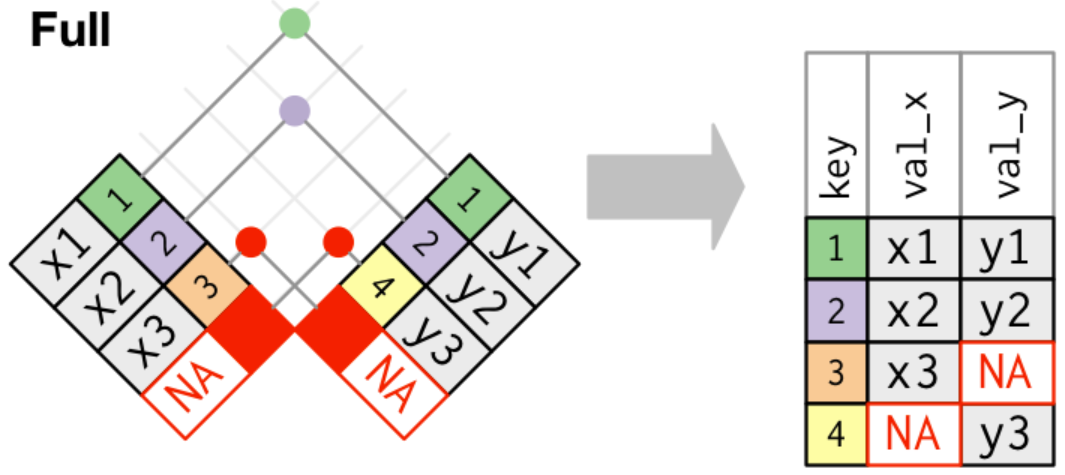 Full
1 x1
2 x2
3 x3
NA
1 y1
2 y2
4 y3
NA
key val_x val_y
1 x1 y1
2 x2 y2
3 x3 NA
4 NA y3